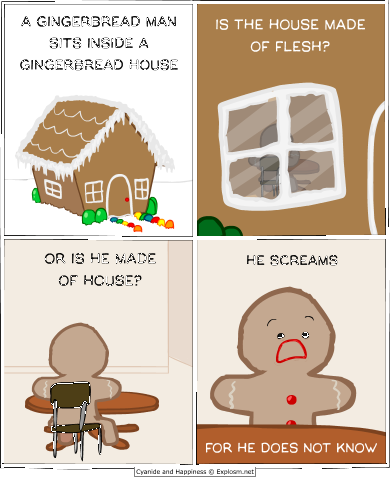 A GINGERBREAD MAN
SITS INSIDE A
GINGERBREAD HOUSE
IS THE HOUSE MADE
OF FLESH?
OR IS HE MADE
OF HOUSE?
HE SCREAMS
FOR HE DOES NOT KNOW
Cyanide and Happiness © Explosm.net